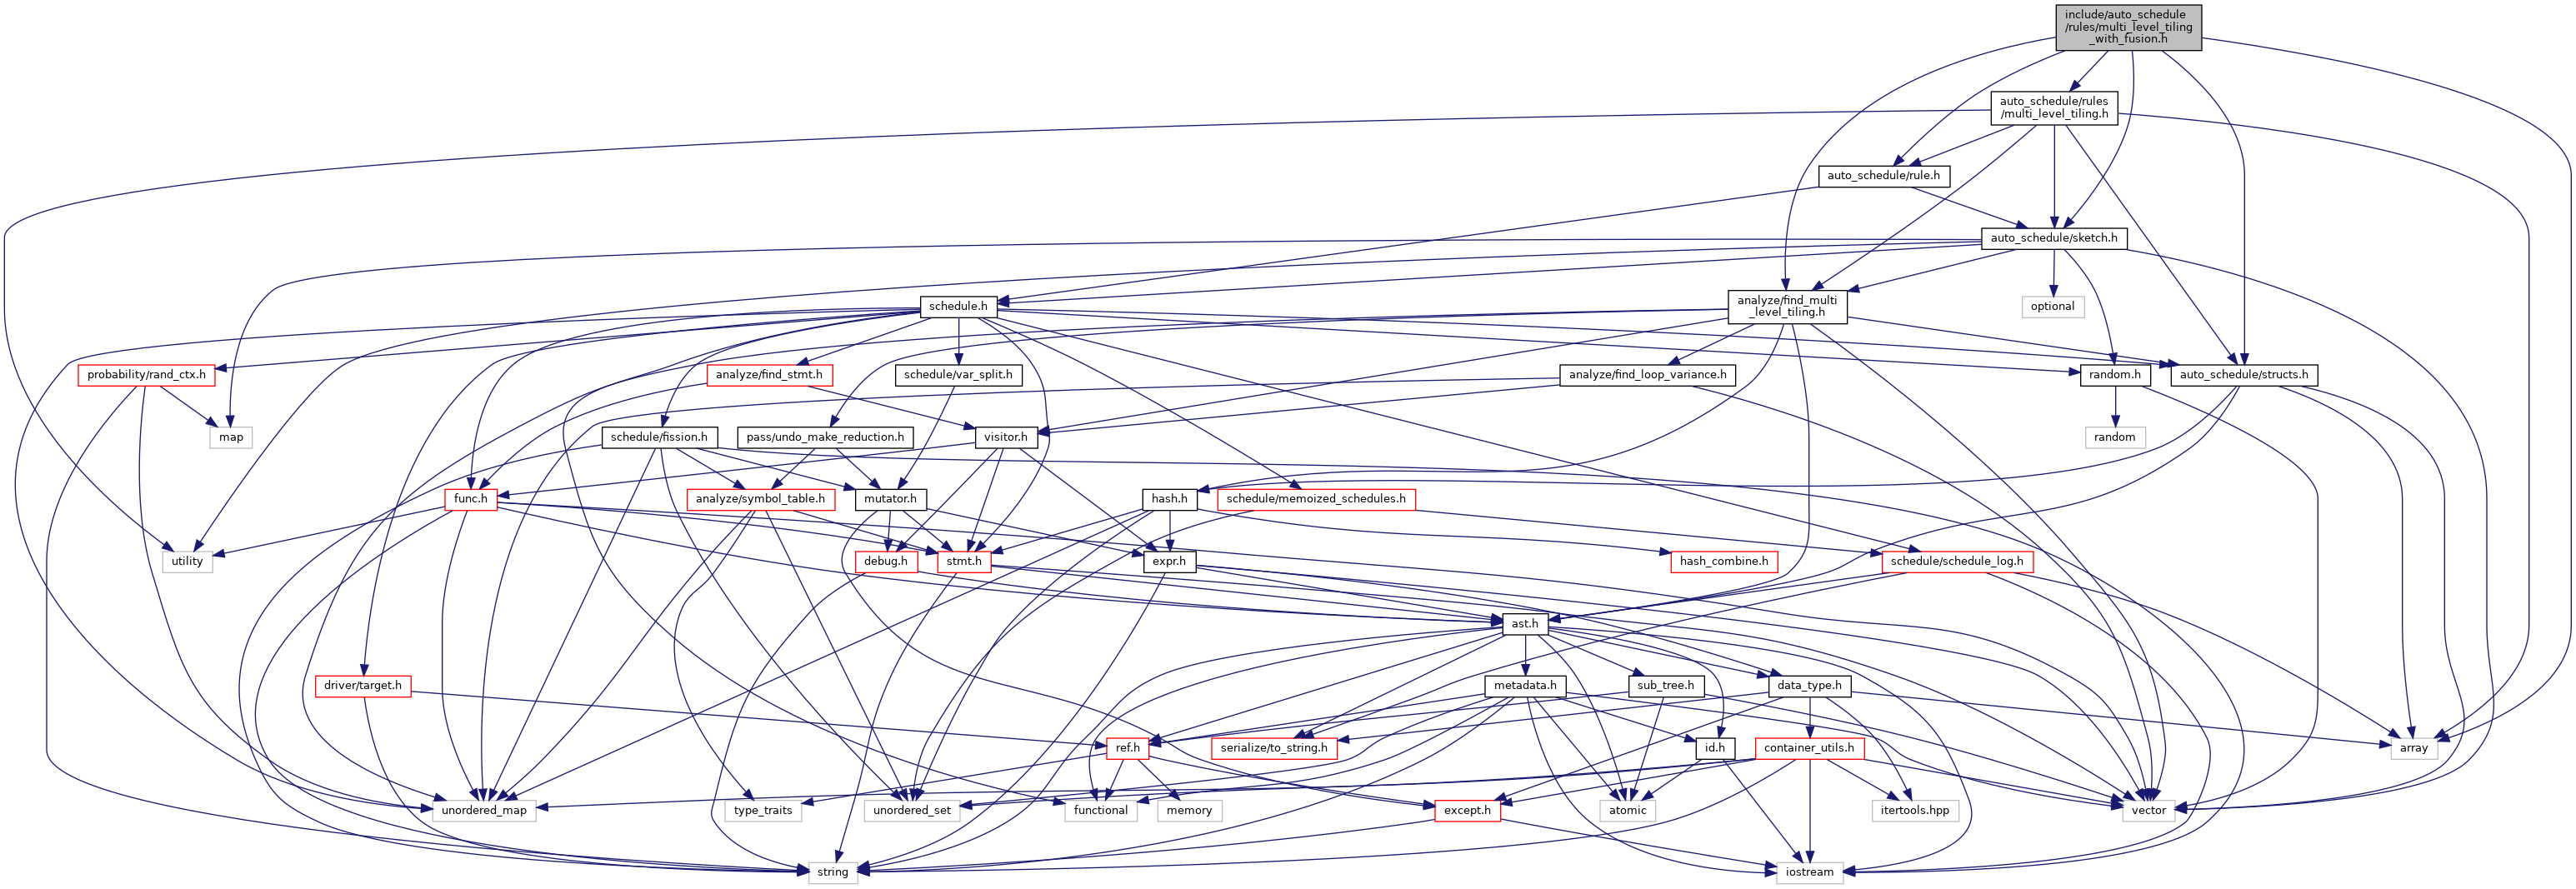 include/auto_schedule
/rules/multi_level_tiling
_with_fusion.h
auto_schedule/rules
/multi_level_tiling.h
auto_schedule/rule.h
auto_schedule/sketch.h
schedule.h
analyze/find_multi
_level_tiling.h
optional
probability/rand_ctx.h
analyze/find_stmt.h
schedule/var_split.h
analyze/find_loop_variance.h
random.h
auto_schedule/structs.h
map
schedule/fission.h
pass/undo_make_reduction.h
visitor.h
random
func.h
analyze/symbol_table.h
mutator.h
hash.h
schedule/memoized_schedules.h
utility
debug.h
stmt.h
expr.h
hash_combine.h
schedule/schedule_log.h
ast.h
driver/target.h
metadata.h
sub_tree.h
data_type.h
ref.h
serialize/to_string.h
id.h
container_utils.h
array
unordered_map
type_traits
unordered_set
functional
memory
except.h
atomic
itertools.hpp
vector
string
iostream